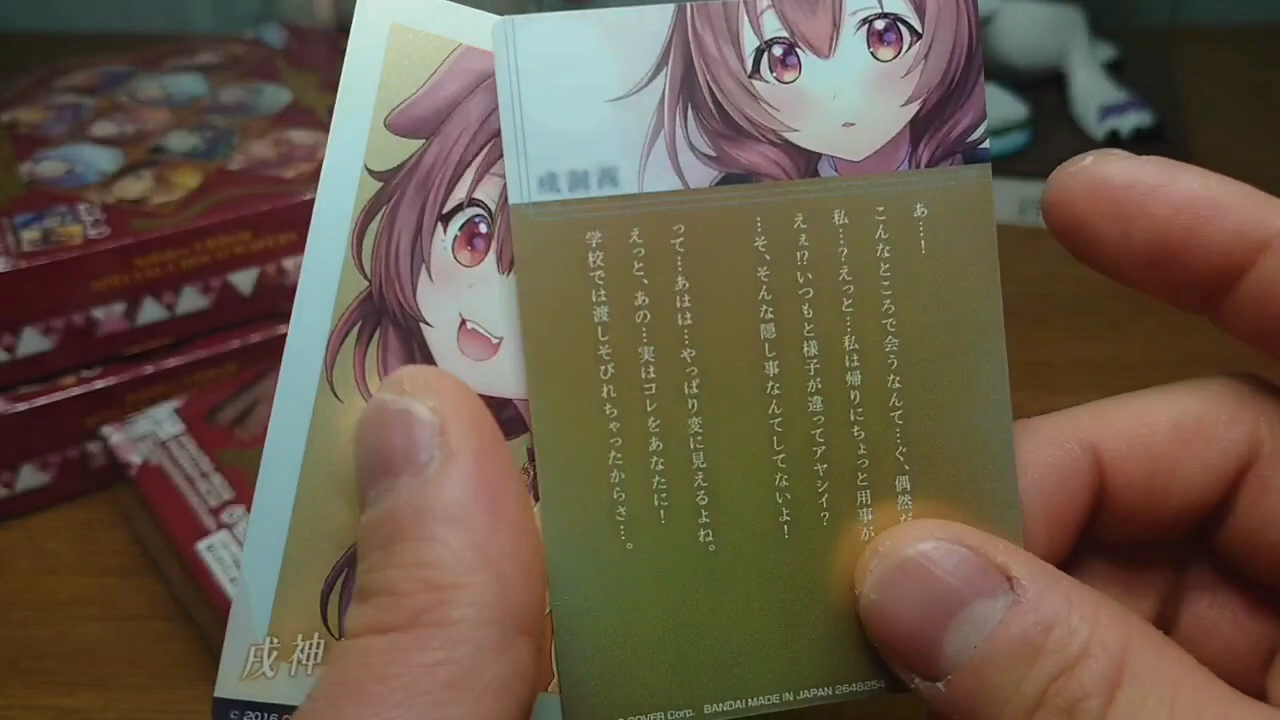 あ…！
こんなところで会うなんて…ぐ、偶然だ
私…？えっと…私は帰りにちょっと用事が
えぇ!?いつもと様子が違ってアヤシイ？
…そ、そんな隠し事なんてしてないよ！
って…あはは…やっぱり変に見えるよね。
えっと、あの…実はコレをあなたに！
学校では渡しそびれちゃったからさ…。
戌神
© 2016
COVER Corp. BANDAI MADE IN JAPAN 2648254